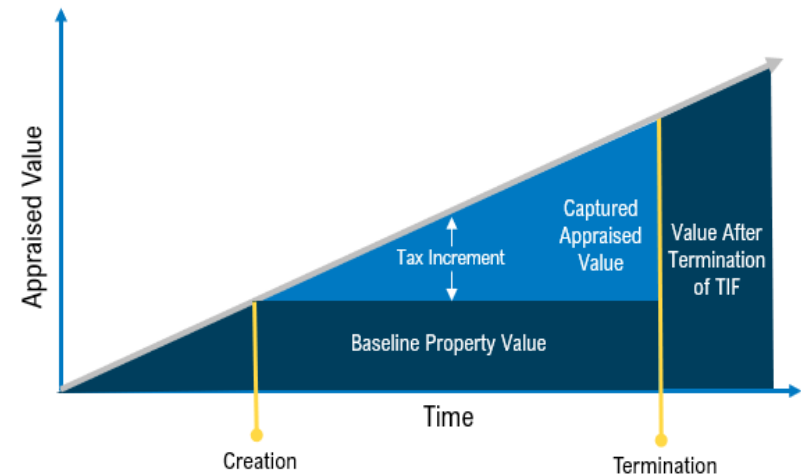 Appraised Value
Captured
Appraised
Value
Tax Increment
Value After
Termination
of TIF
Baseline Property Value
Time
Creation
Termination